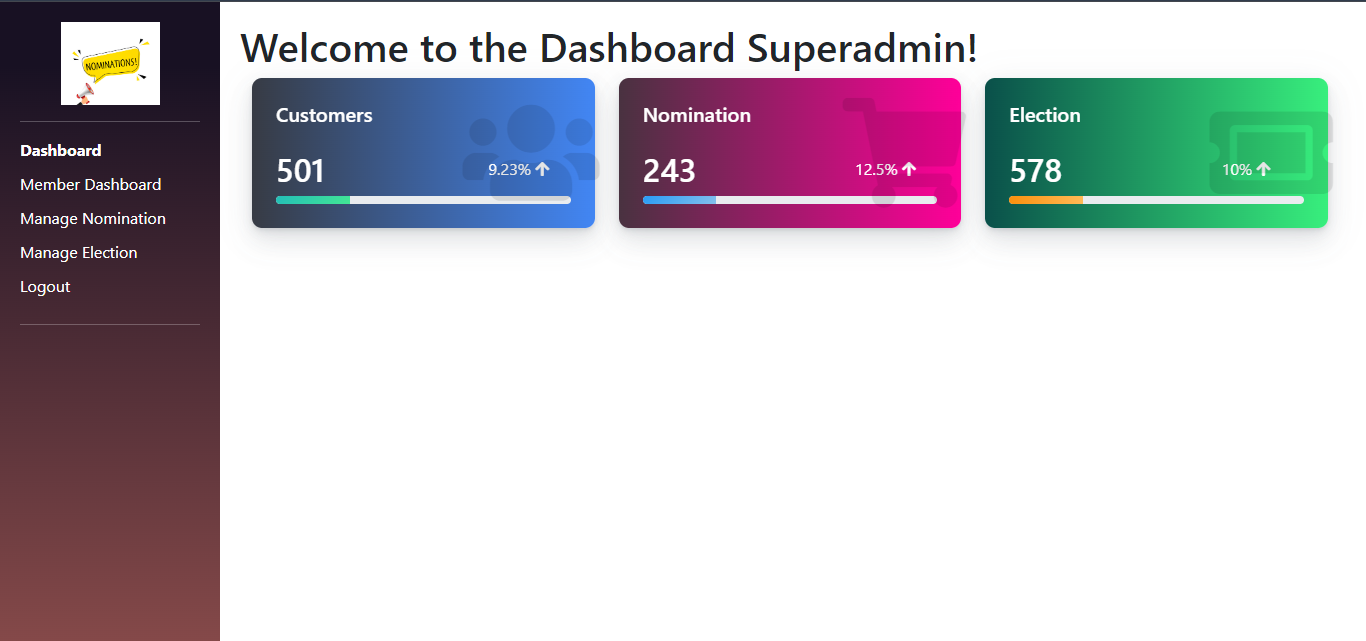 NOMINATIONS!
Dashboard
Member Dashboard
Manage Nomination
Manage Election
Logout
Welcome to the Dashboard Superadmin!
Customers
501
9.23%
Nomination
243
12.5%
Election
578
10%